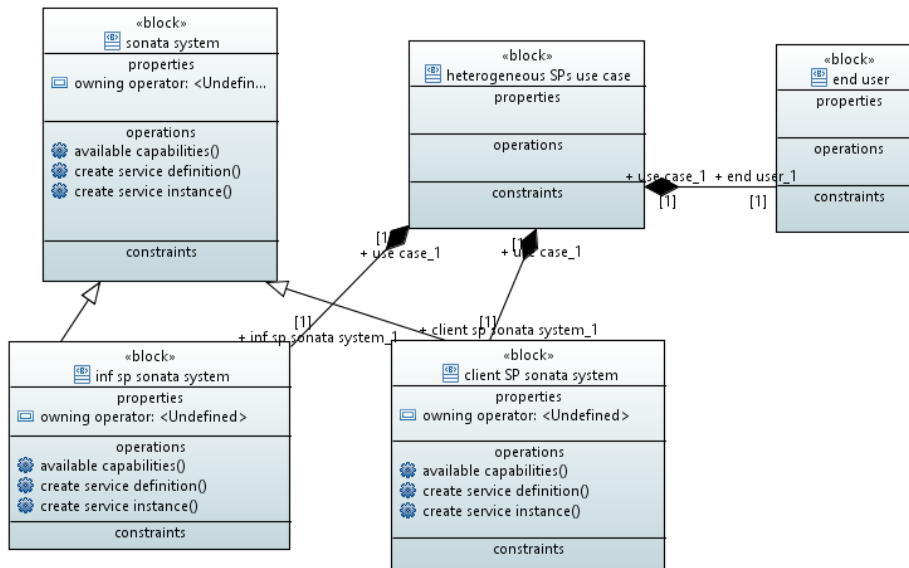 «block»
sonata system
properties
owning operator: <Undefin...
operations
available capabilities()
create service definition()
create service instance()
constraints
«block»
heterogeneous SPs use case
properties
operations
constraints
«block»
end user
properties
operations
constraints
+ use case_1
+ end user_1
[1]
[1]
[1]
+ use case_1
[1]
+ use case_1
[1]
+ inf sp sonata system_1
[1]
+ client sp sonata system_1
«block»
inf sp sonata system
properties
owning operator: <Undefined>
operations
available capabilities()
create service definition()
create service instance()
constraints
«block»
client SP sonata system
properties
owning operator: <Undefined>
operations
available capabilities()
create service definition()
create service instance()
constraints